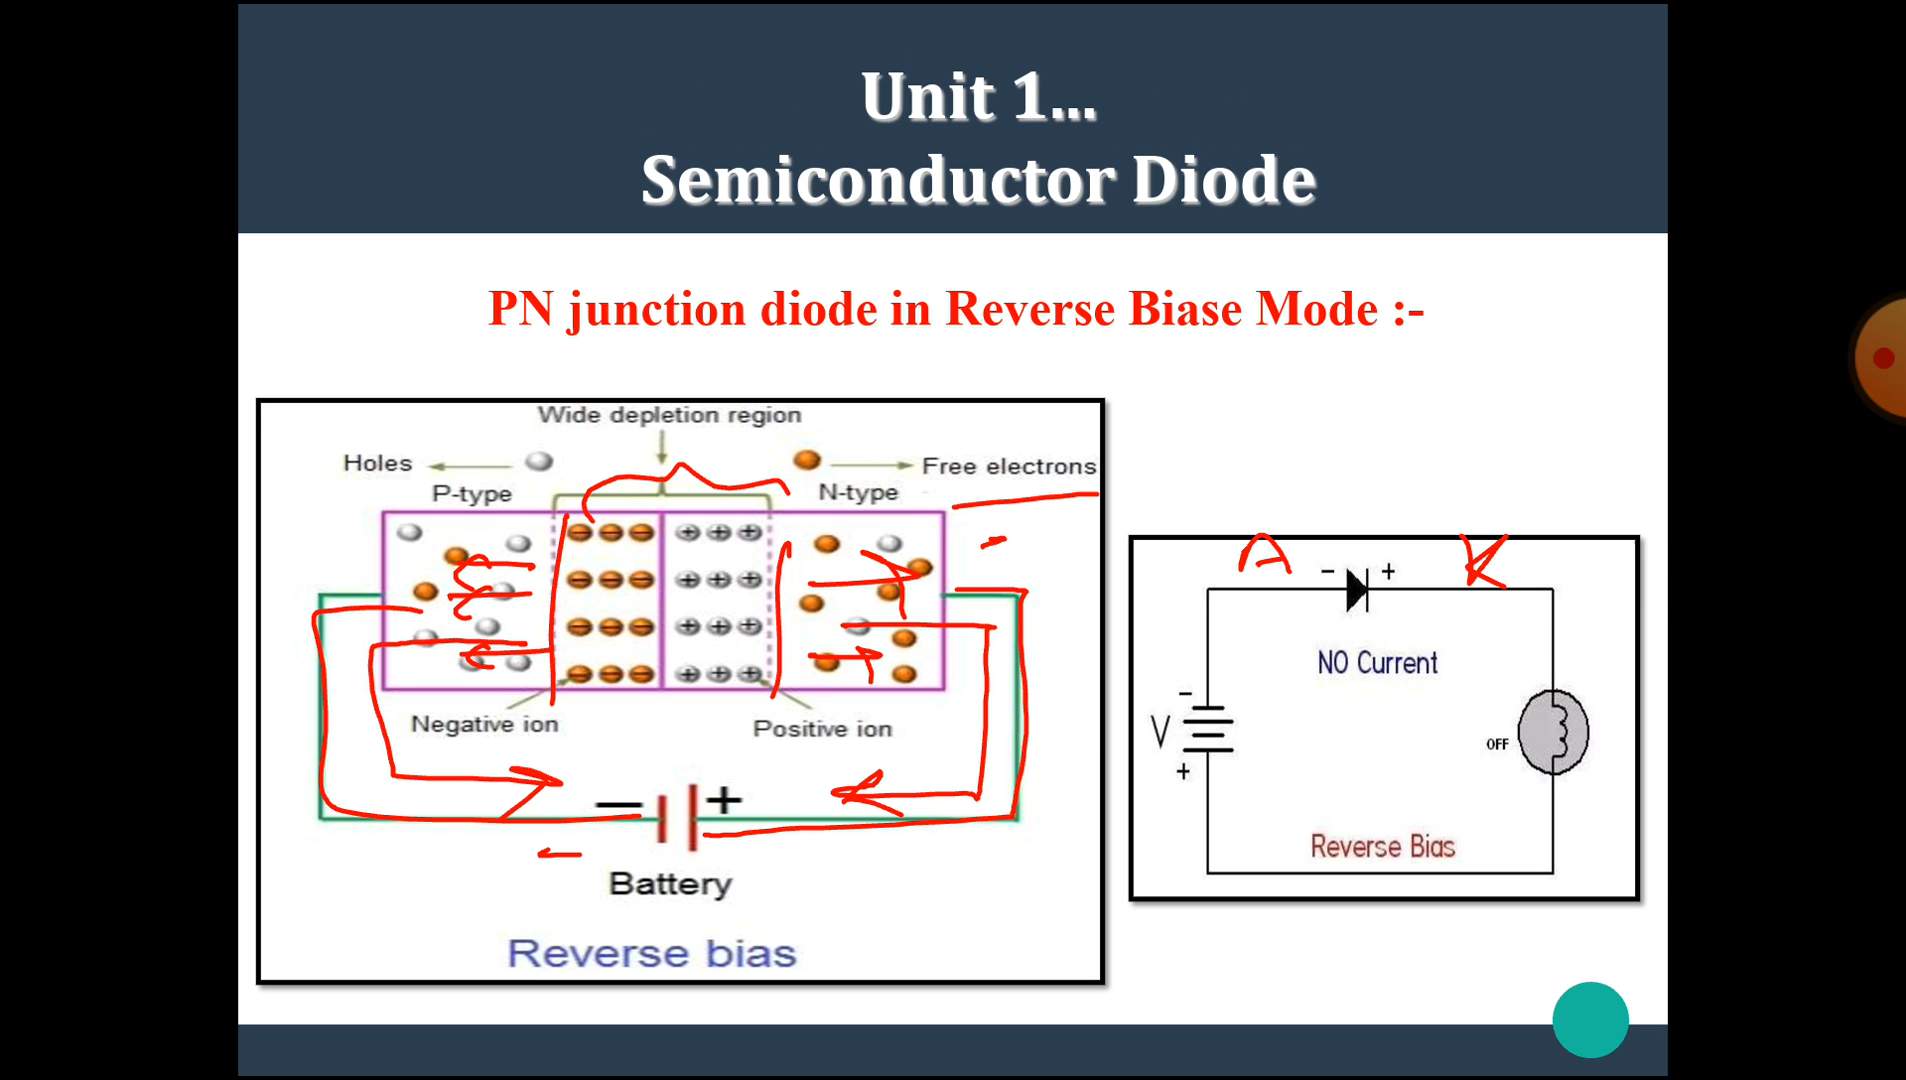 Unit 1...
Semiconductor Diode
PN junction diode in Reverse Biase Mode :-
Wide depletion region
Holes
Free electrons
P-type
N-type
Negative ion
Positive ion
− +
Battery
Reverse bias
A K
− +
NO Current
−
V
+
OFF
Reverse Bias